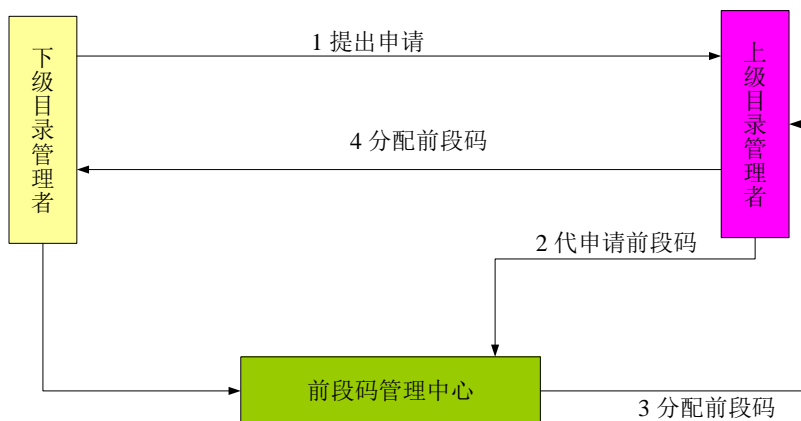 下级目录管理者
1 提出申请
上级目录管理者
4 分配前段码
2 代申请前段码
前段码管理中心
3 分配前段码